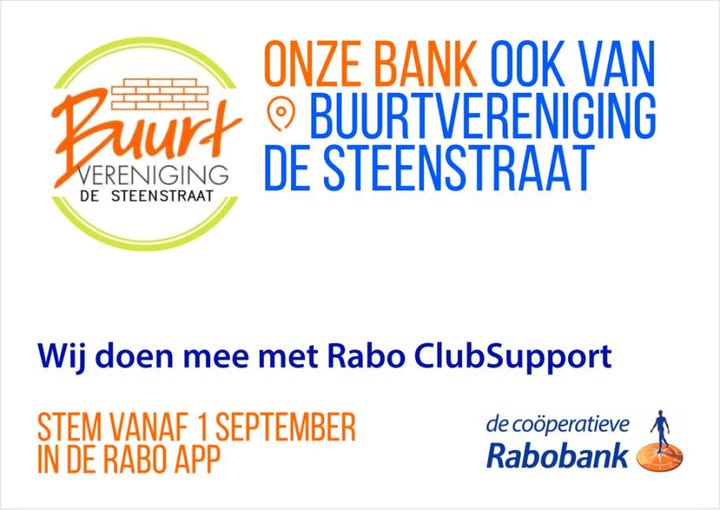 Buurt
VERENIGING
DE STEENSTRAAT
ONZE BANK OOK VAN
BUURTVERENIGING
DE STEENSTRAAT
Wij doen mee met Rabo ClubSupport
STEM VANAF 1 SEPTEMBER
IN DE RABO APP
de coöperatieve
Rabobank